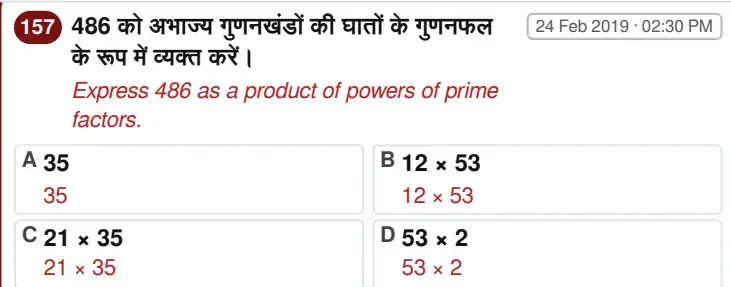 157 486 को अभाज्य गुणनखंडों की घातों के गुणनफल 24 Feb 2019 · 02:30 PM
के रूप में व्यक्त करें।
Express 486 as a product of powers of prime
factors.
A 35
35
B 12 × 53
12 × 53
C 21 × 35
21 × 35
D 53 × 2
53 × 2